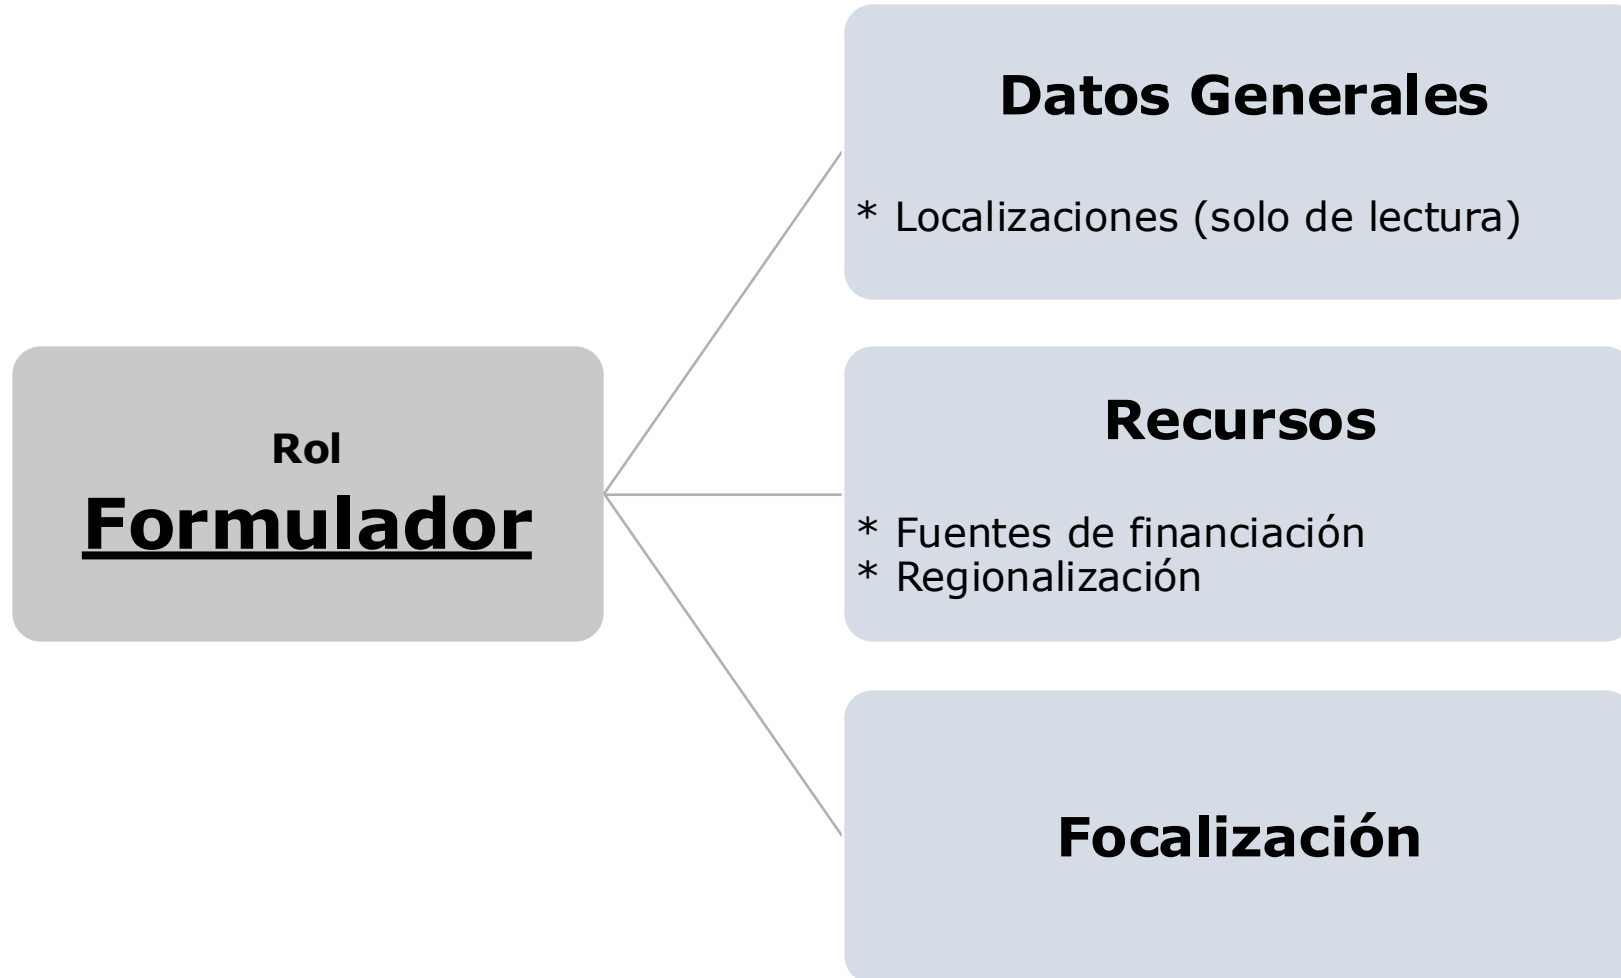 Datos Generales
* Localizaciones (solo de lectura)
Rol
Formulador
Recursos
* Fuentes de financiación
* Regionalización
Focalización